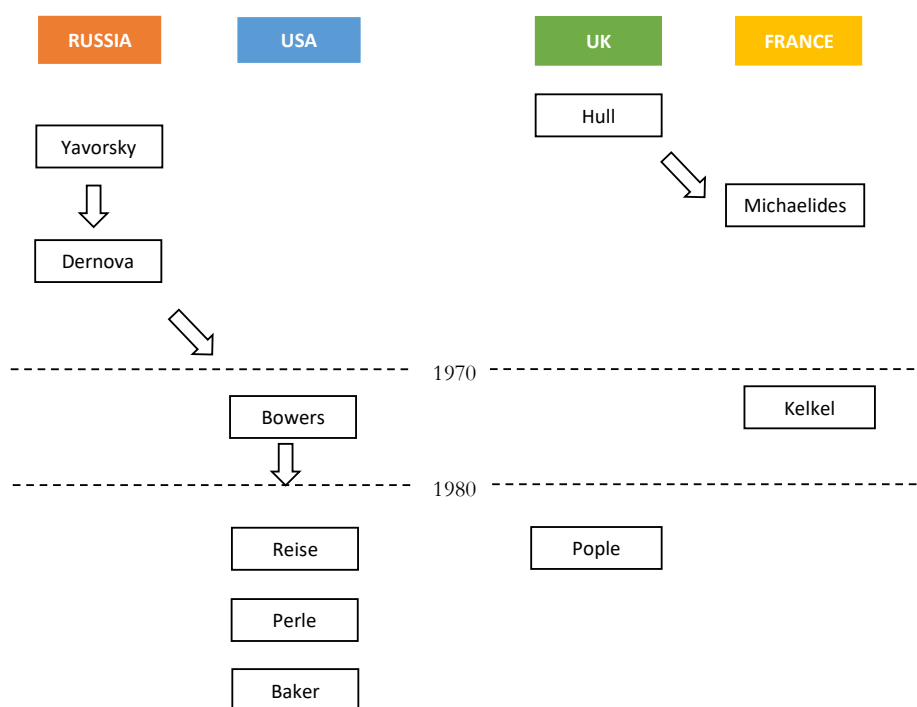 RUSSIA
USA
UK
FRANCE
Hull
Yavorsky
Michaelides
Dernova
1970
Bowers
Kelkel
1980
Reise
Pople
Perle
Baker